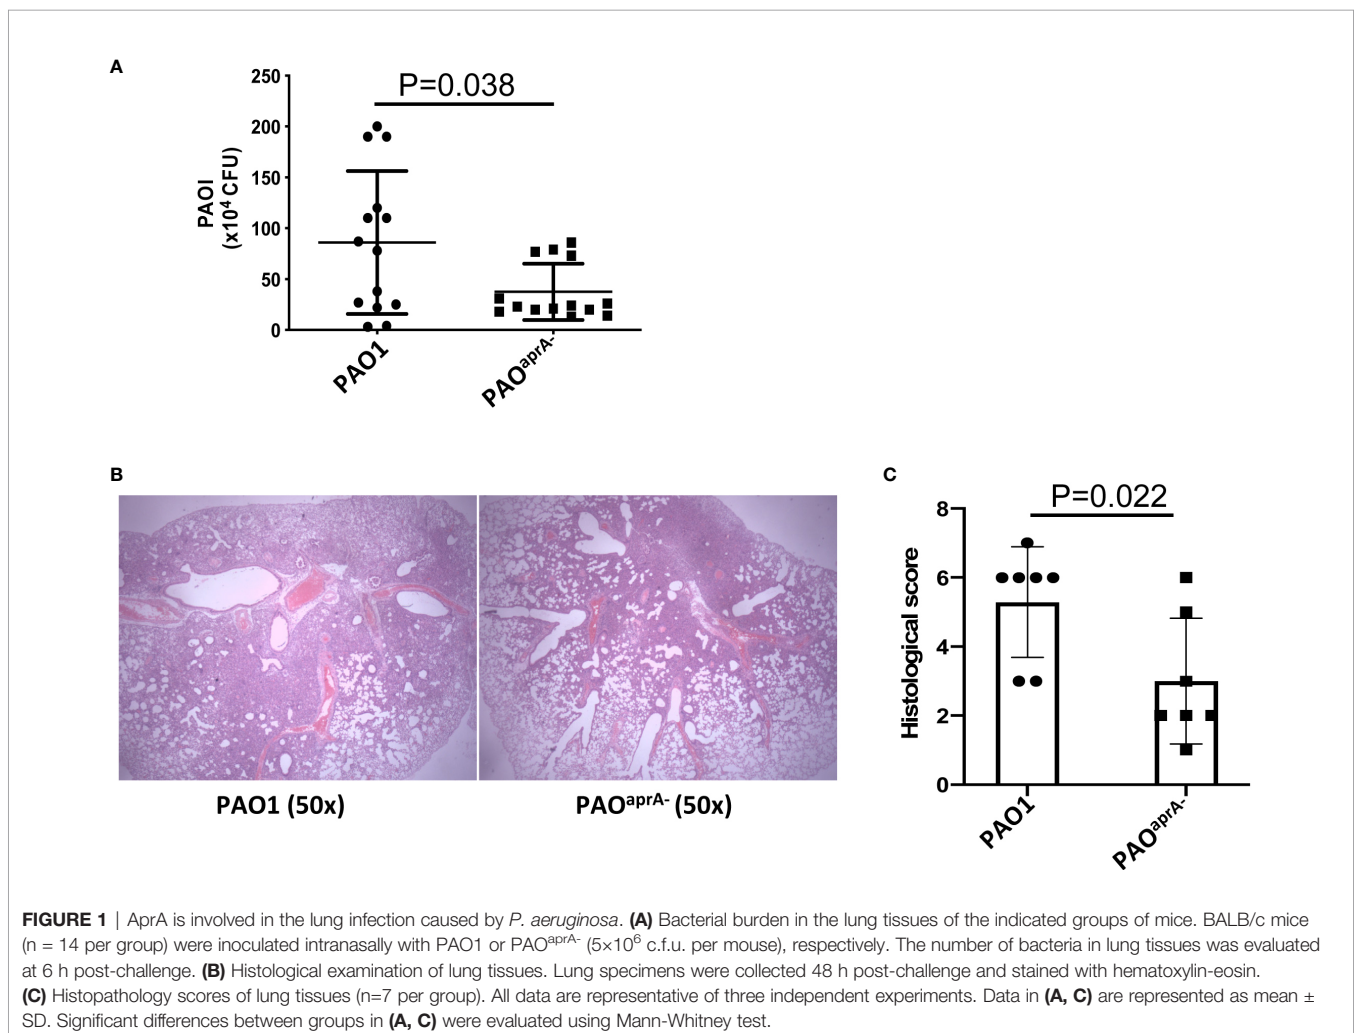 A
P=0.038
250
200
150
100
50
0
PAOI
(x10⁴ CFU)
PAO1
PAOaprA-
B
PAO1 (50x)
PAOaprA- (50x)
C
P=0.022
8
6
4
2
0
Histological score
PAO1
PAOaprA-
FIGURE 1 | AprA is involved in the lung infection caused by P. aeruginosa. (A) Bacterial burden in the lung tissues of the indicated groups of mice. BALB/c mice
(n = 14 per group) were inoculated intranasally with PAO1 or PAOaprA- (5×10⁶ c.f.u. per mouse), respectively. The number of bacteria in lung tissues was evaluated
at 6 h post-challenge. (B) Histological examination of lung tissues. Lung specimens were collected 48 h post-challenge and stained with hematoxylin-eosin.
(C) Histopathology scores of lung tissues (n=7 per group). All data are representative of three independent experiments. Data in (A, C) are represented as mean ±
SD. Significant differences between groups in (A, C) were evaluated using Mann-Whitney test.